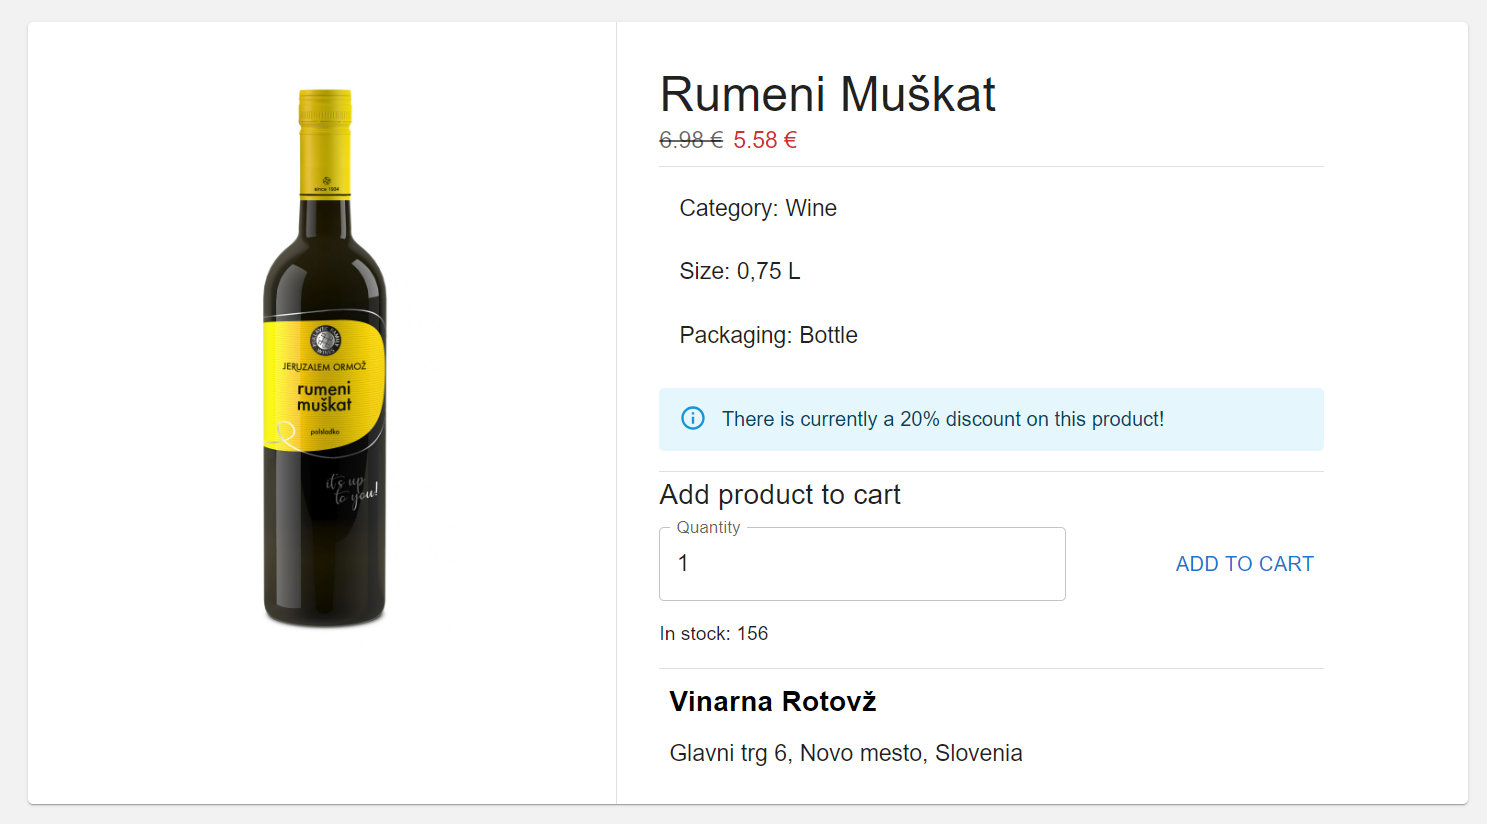 Rumeni Muškat
6.98 € 5.58 €
Category: Wine
Size: 0,75 L
Packaging: Bottle
There is currently a 20% discount on this product!
Add product to cart
Quantity
1
ADD TO CART
In stock: 156
Vinarna Rotovž
Glavni trg 6, Novo mesto, Slovenia
since 1934
JERUZALEM ORMOŽ
rumeni
muškat
polsladko
it's up
to you!